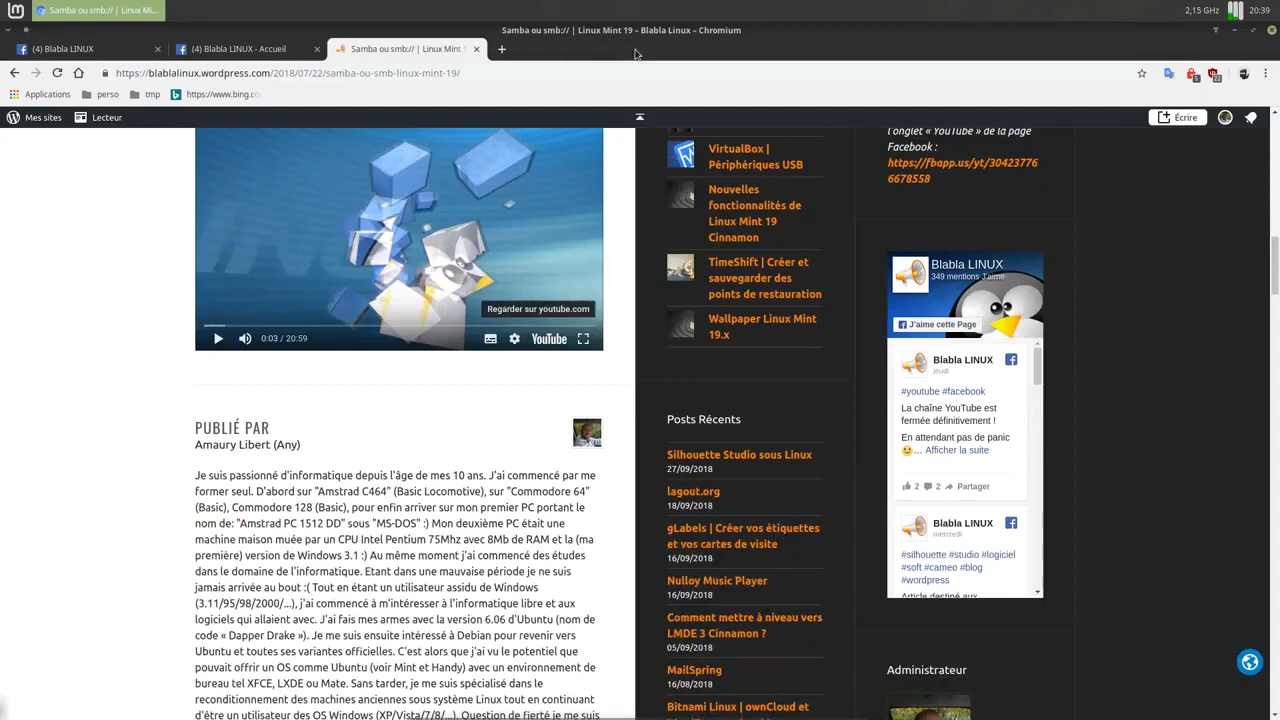 Samba ou smb:// | Linux Mi...
2,15 GHz
20:39
Samba ou smb:// | Linux Mint 19 – Blabla Linux – Chromium
(4) Blabla LINUX
(4) Blabla LINUX - Accueil
Samba ou smb:// | Linux Mint
https://blablalinux.wordpress.com/2018/07/22/samba-ou-smb-linux-mint-19/
5
22
Applications
perso
tmp
https://www.bing.co
Mes sites
Lecteur
Écrire
Regarder sur youtube.com
0:03 / 20:59
YouTube
PUBLIÉ PAR
Amaury Libert (Any)
Je suis passionné d'informatique depuis l'âge de mes 10 ans. J'ai commencé par me
former seul. D'abord sur "Amstrad C464" (Basic Locomotive), sur "Commodore 64"
(Basic), Commodore 128 (Basic), pour enfin arriver sur mon premier PC portant le
nom de: "Amstrad PC 1512 DD" sous "MS-DOS" :) Mon deuxième PC était une
machine maison muée par un CPU Intel Pentium 75Mhz avec 8Mb de RAM et la (ma
première) version de Windows 3.1 :) Au même moment j'ai commencé des études
dans le domaine de l'informatique. Etant dans une mauvaise période je ne suis
jamais arrivée au bout :( Tout en étant un utilisateur assidu de Windows
(3.11/95/98/2000/...), j'ai commencé à m'intéresser à l'informatique libre et aux
logiciels qui allaient avec. J'ai fais mes armes avec la version 6.06 d'Ubuntu (nom de
code « Dapper Drake »). Je me suis ensuite intéressé à Debian pour revenir vers
Ubuntu et toutes ses variantes officielles. C'est alors que j'ai vu le potentiel que
pouvait offrir un OS comme Ubuntu (voir Mint et Handy) avec un environnement de
bureau tel XFCE, LXDE ou Mate. Sans tarder, je me suis spécialisé dans le
reconditionnement des machines anciennes sous système Linux tout en continuant
d'être un utilisateur des OS Windows (XP/Vista/7/8/...). Question de fierté je me suis
VirtualBox |
Périphériques USB
Nouvelles
fonctionnalités de
Linux Mint 19
Cinnamon
TimeShift | Créer et
sauvegarder des
points de restauration
Wallpaper Linux Mint
19.x
Posts Récents
Silhouette Studio sous Linux
27/09/2018
lagout.org
18/09/2018
gLabels | Créer vos étiquettes
et vos cartes de visite
16/09/2018
Nulloy Music Player
16/09/2018
Comment mettre à niveau vers
LMDE 3 Cinnamon ?
05/09/2018
MailSpring
16/08/2018
Bitnami Linux | ownCloud et
l'onglet « YouTube » de la page
Facebook :
https://fbapp.us/yt/30423776
6678558
Blabla LINUX
349 mentions J'aime
J'aime cette Page
Blabla LINUX
jeudi
#youtube #facebook
La chaîne YouTube est
fermée définitivement !
En attendant pas de panic
😉… Afficher la suite
2
2
Partager
Blabla LINUX
mercredi
#silhouette #studio #logiciel
#soft #cameo #blog
#wordpress
Article destiné aux
Administrateur